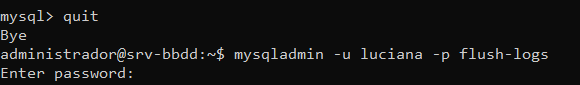 mysql> quit
Bye
administrador@srv-bbdd:~$ mysqladmin -u luciana -p flush-logs
Enter password: